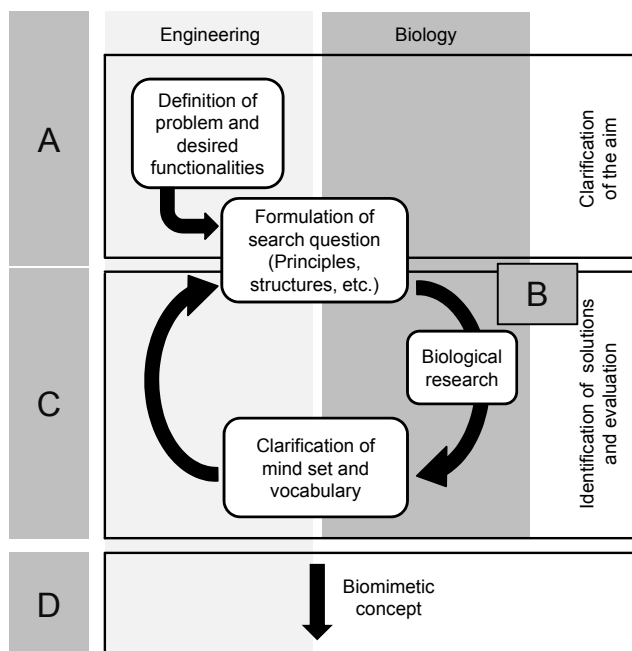 Engineering
Biology
A
Definition of
problem and
desired
functionalities
Clarification
of the aim
Formulation of
search question
(Principles,
structures, etc.)
B
C
Biological
research
Identification of solutions
and evaluation
Clarification of
mind set and
vocabulary
D
Biomimetic
concept